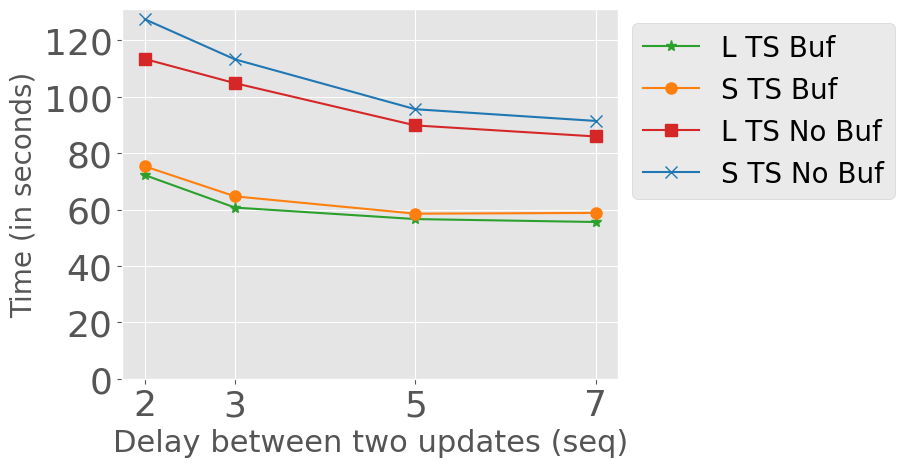 120
100
80
60
40
20
0
2 3 5 7
Time (in seconds)
Delay between two updates (seq)
L TS Buf
S TS Buf
L TS No Buf
S TS No Buf